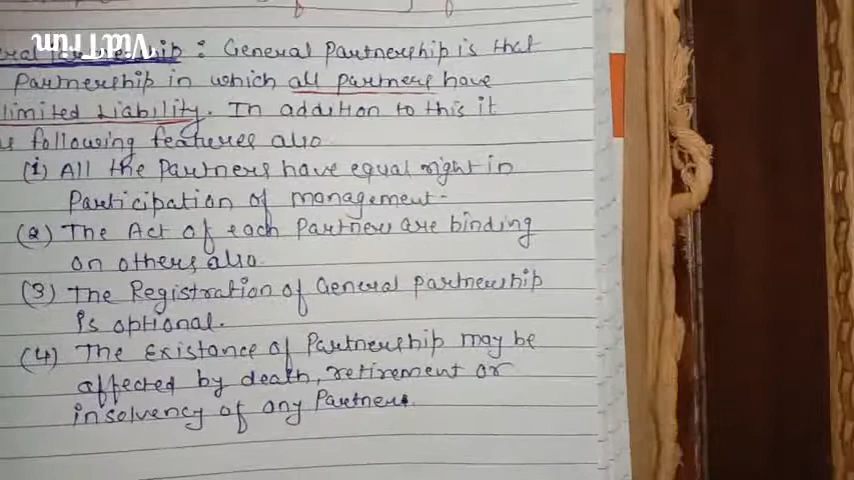 : General Partnership is that
Partnership in which all partners have
limited Liability. In addition to this it
following features also
(1) All the Partners have equal right in
Participation of management.
(2) The Act of each Partner are binding
on others also.
(3) The Registration of General partnership
is optional.
(4) The Existance of Partnership may be
affected by death, retirement or
insolvency of any Partner.